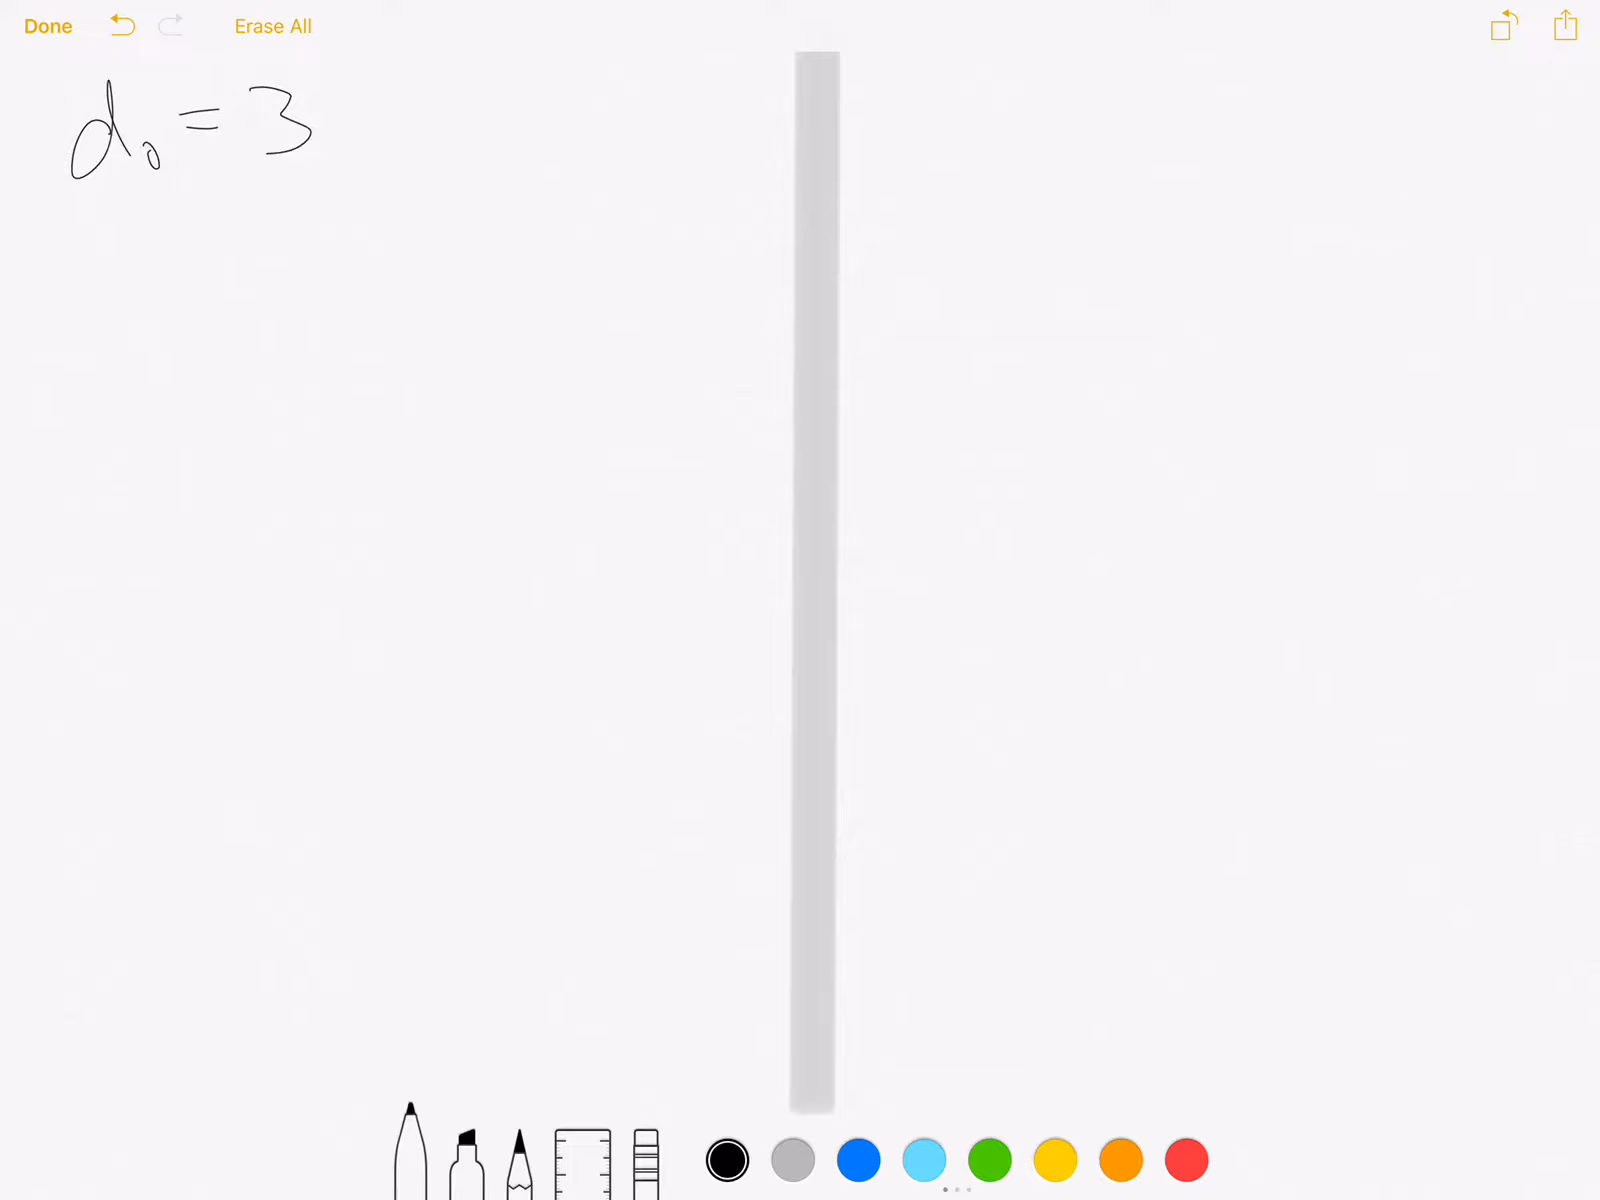 Done Erase All
d₀ = 3